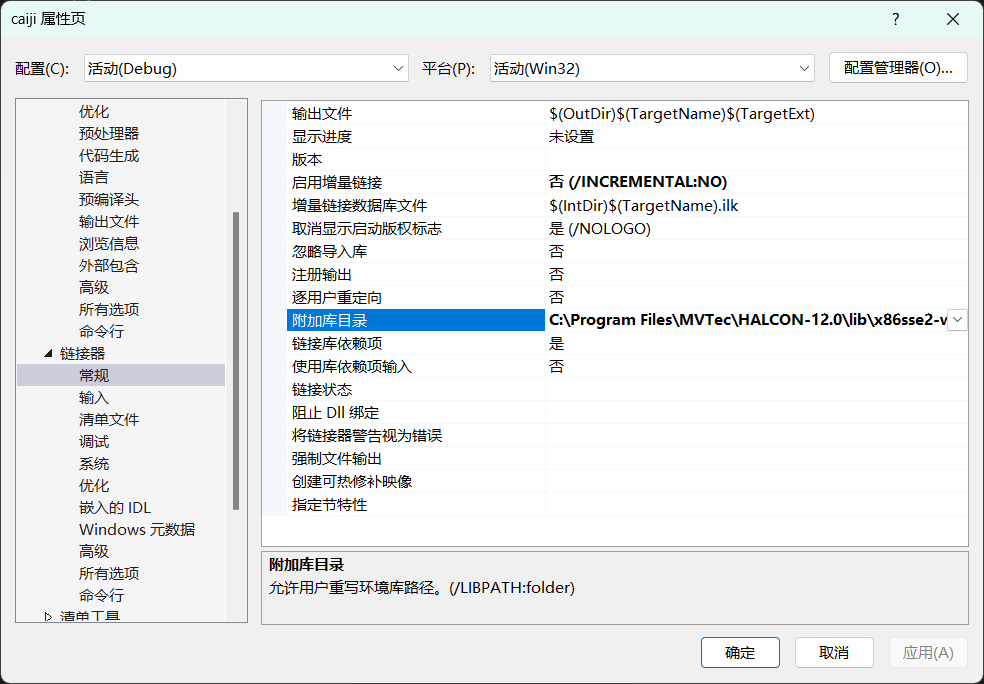 caiji 属性页
?
配置(C): 活动(Debug) 平台(P): 活动(Win32) 配置管理器(O)...
优化
预处理器
代码生成
语言
预编译头
输出文件
浏览信息
外部包含
高级
所有选项
命令行
链接器
常规
输入
清单文件
调试
系统
优化
嵌入的 IDL
Windows 元数据
高级
所有选项
命令行
清单工具
输出文件 $(OutDir)$(TargetName)$(TargetExt)
显示进度 未设置
版本
启用增量链接 否 (/INCREMENTAL:NO)
增量链接数据库文件 $(IntDir)$(TargetName).ilk
取消显示启动版权标志 是 (/NOLOGO)
忽略导入库 否
注册输出 否
逐用户重定向 否
附加库目录 C:\Program Files\MVTec\HALCON-12.0\lib\x86sse2-w
链接库依赖项 是
使用库依赖项输入 否
链接状态
阻止 Dll 绑定
将链接器警告视为错误
强制文件输出
创建可热修补映像
指定节特性
附加库目录
允许用户重写环境库路径。(/LIBPATH:folder)
确定 取消 应用(A)